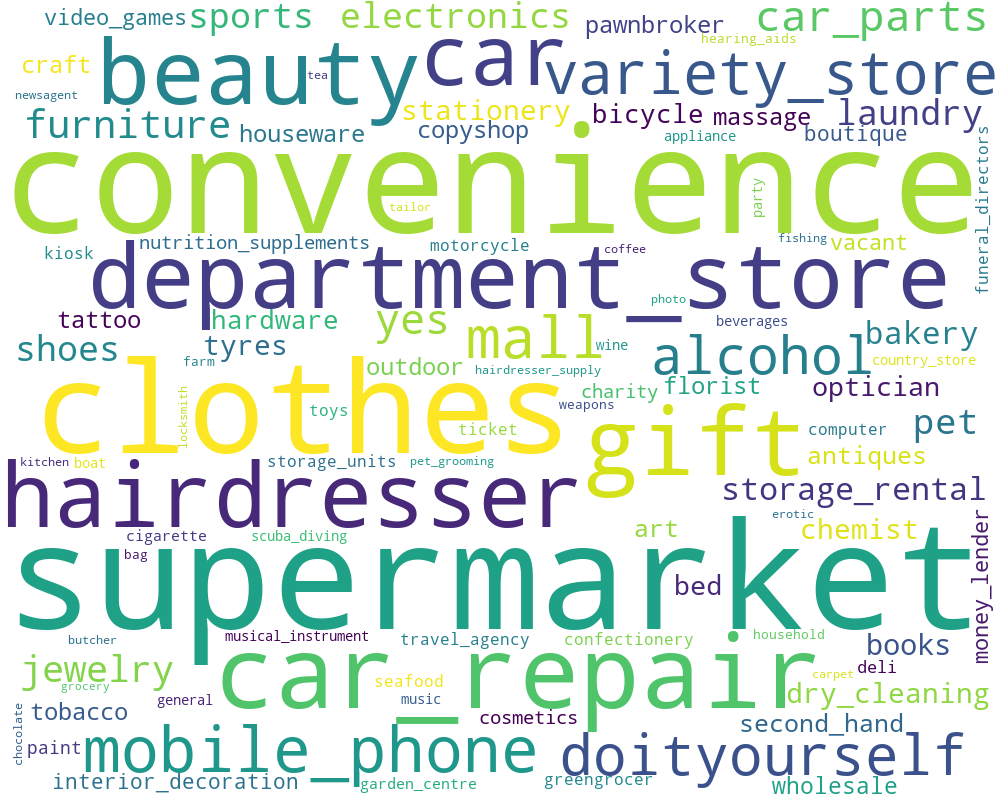 video_games sports electronics pawnbroker car_parts
craft beauty tea car hearing_aids
newsagent variety_store
furniture houseware stationery copyshop bicycle massage laundry
appliance boutique
convenience
tailor party funeral_directors
kiosk nutrition_supplements motorcycle coffee fishing vacant
department_store
photo
tattoo hardware yes mall beverages bakery
shoes tyres wine alcohol
farm outdoor hairdresser_supply country_store
clothes charity florist optician
locksmith toys weapons
ticket gift computer pet
kitchen boat storage_units pet_grooming antiques
hairdresser storage_rental
cigarette scuba_diving art erotic chemist
bag money_lender
supermarket bed
butcher musical_instrument travel_agency confectionery household books
jewelry car_repair deli
grocery seafood carpet
general music dry_cleaning
tobacco cosmetics second_hand
chocolate paint mobile_phone doityourself
interior_decoration garden_centre greengrocer wholesale